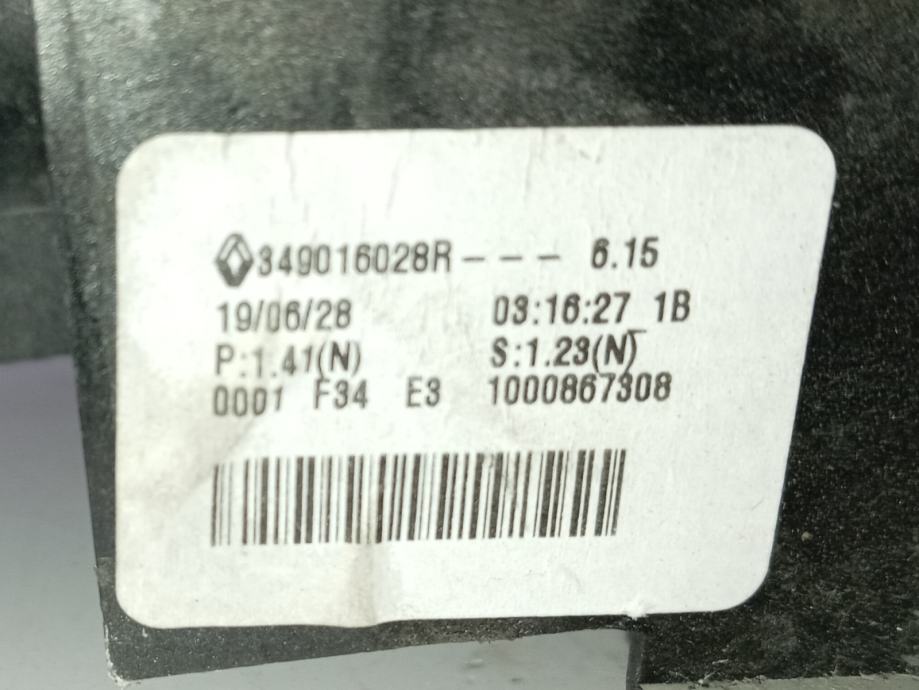 349016028R--- 6.15
19/06/28 03:16:27 1B
P:1.41(N) S:1.23(N)
0001 F34 E3 1000867308